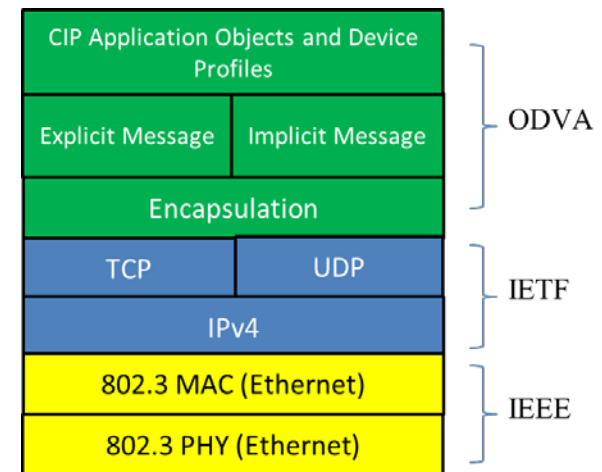 CIP Application Objects and Device
Profiles
Explicit Message
Implicit Message
ODVA
Encapsulation
TCP
UDP
IETF
IPv4
802.3 MAC (Ethernet)
IEEE
802.3 PHY (Ethernet)